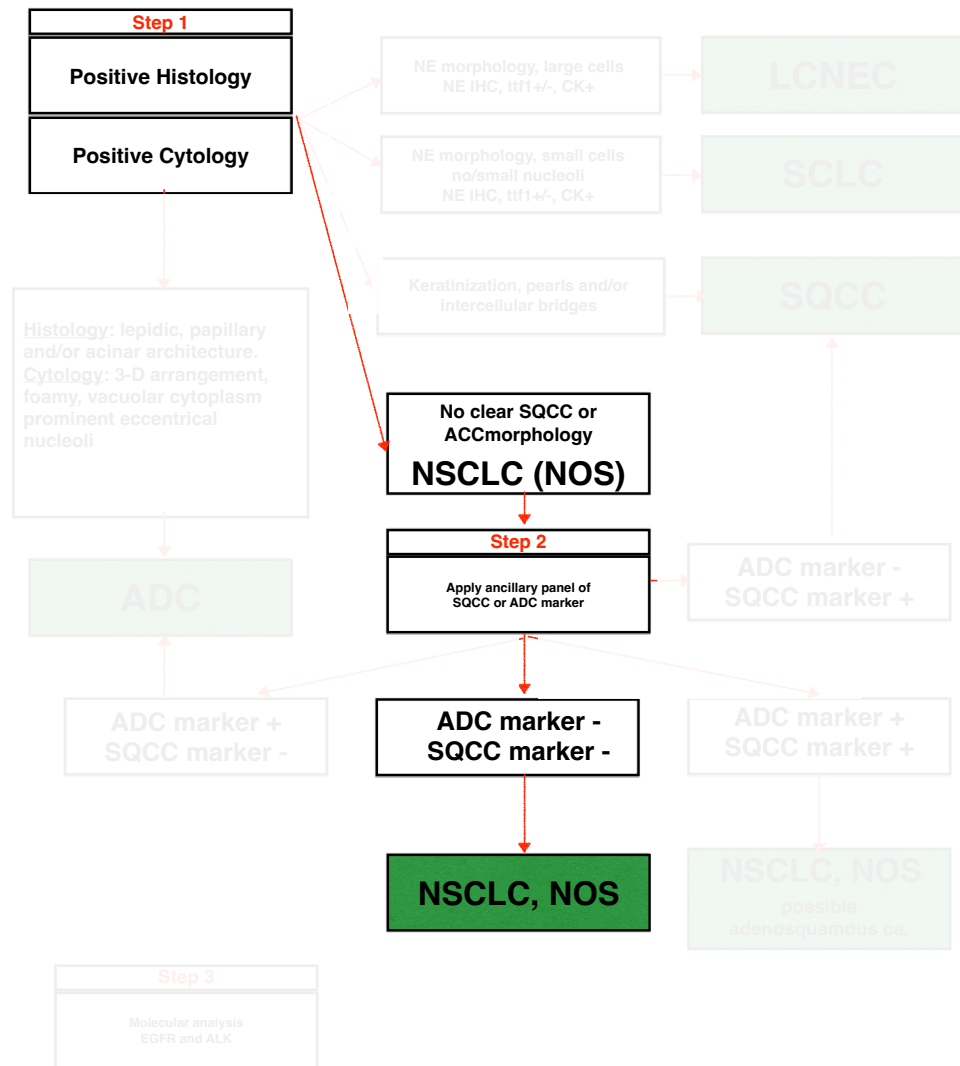 Step 1
Positive Histology
Positive Cytology
NE morphology, large cells
NE IHC, ttf1+/-, CK+
LCNEC
NE morphology, small cells
no/small nucleoli
NE IHC, ttf1+/-, CK+
SCLC
Keratinization, pearls and/or
intercellular bridges
SQCC
Histology: lepidic, papillary
and/or acinar architecture.
Cytology: 3-D arrangement,
foamy, vacuolar cytoplasm
prominent eccentrical
nucleoli
No clear SQCC or
ACCmorphology
NSCLC (NOS)
Step 2
Apply ancillary panel of
SQCC or ADC marker
ADC marker -
SQCC marker +
ADC
ADC marker +
SQCC marker -
ADC marker -
SQCC marker -
ADC marker +
SQCC marker +
NSCLC, NOS
NSCLC, NOS
possible
adenosquamous ca.
Step 3
Molecular analysis
EGFR and ALK